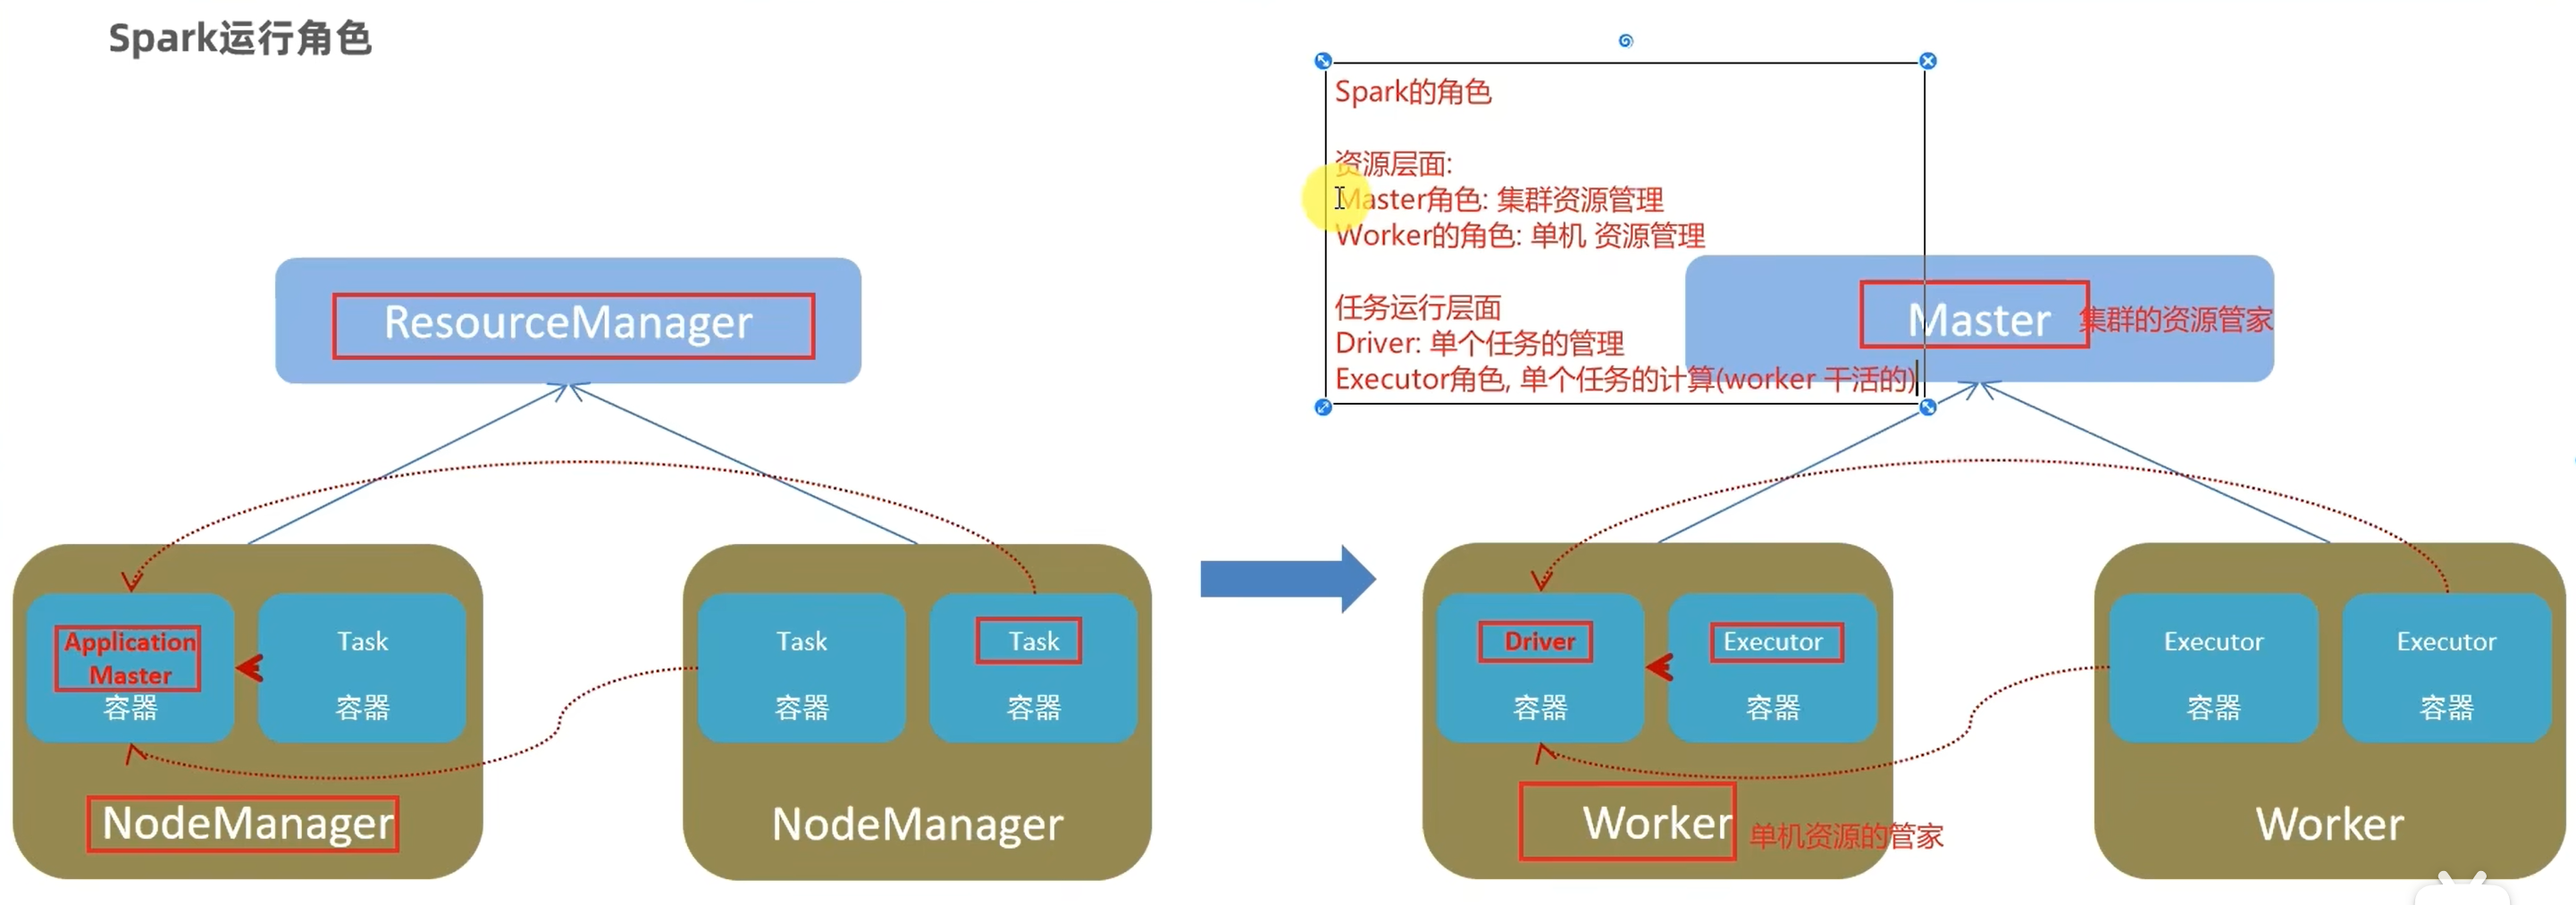 Spark运行角色
Spark的角色
资源层面:
Master角色: 集群资源管理
Worker的角色: 单机 资源管理
任务运行层面
Driver: 单个任务的管理
Executor角色, 单个任务的计算(worker 干活的)
ResourceManager
Master
集群的资源管家
Application
Master
容器
Task
容器
Task
容器
Task
容器
NodeManager
NodeManager
Driver
容器
Executor
容器
Executor
容器
Executor
容器
Worker
单机资源的管家
Worker